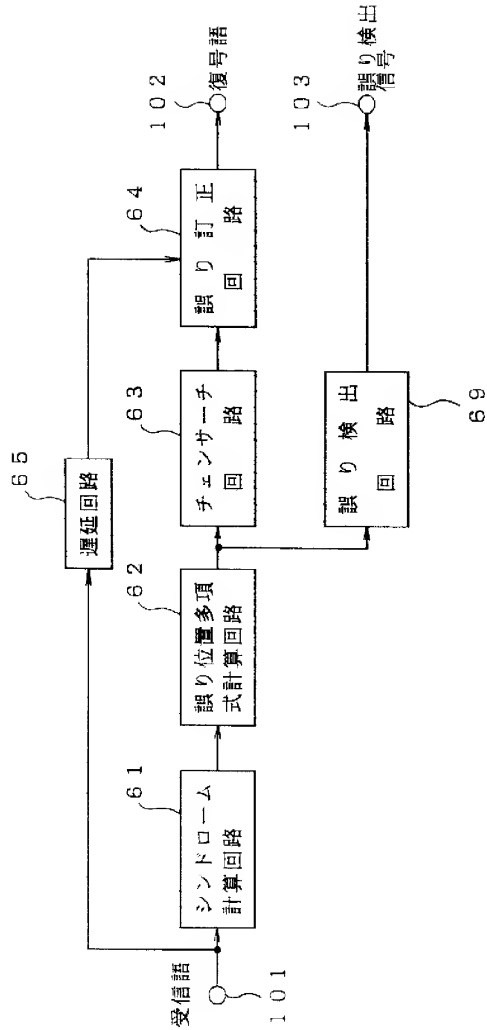 受信語
101
シンドローム
計算回路
61
誤り位置多項
式計算回路
62
チェンサーチ
回路
63
誤り訂正
回路
64
遅延回路
65
復号語
102
誤り検出
回路
69
誤り検出
信号
103